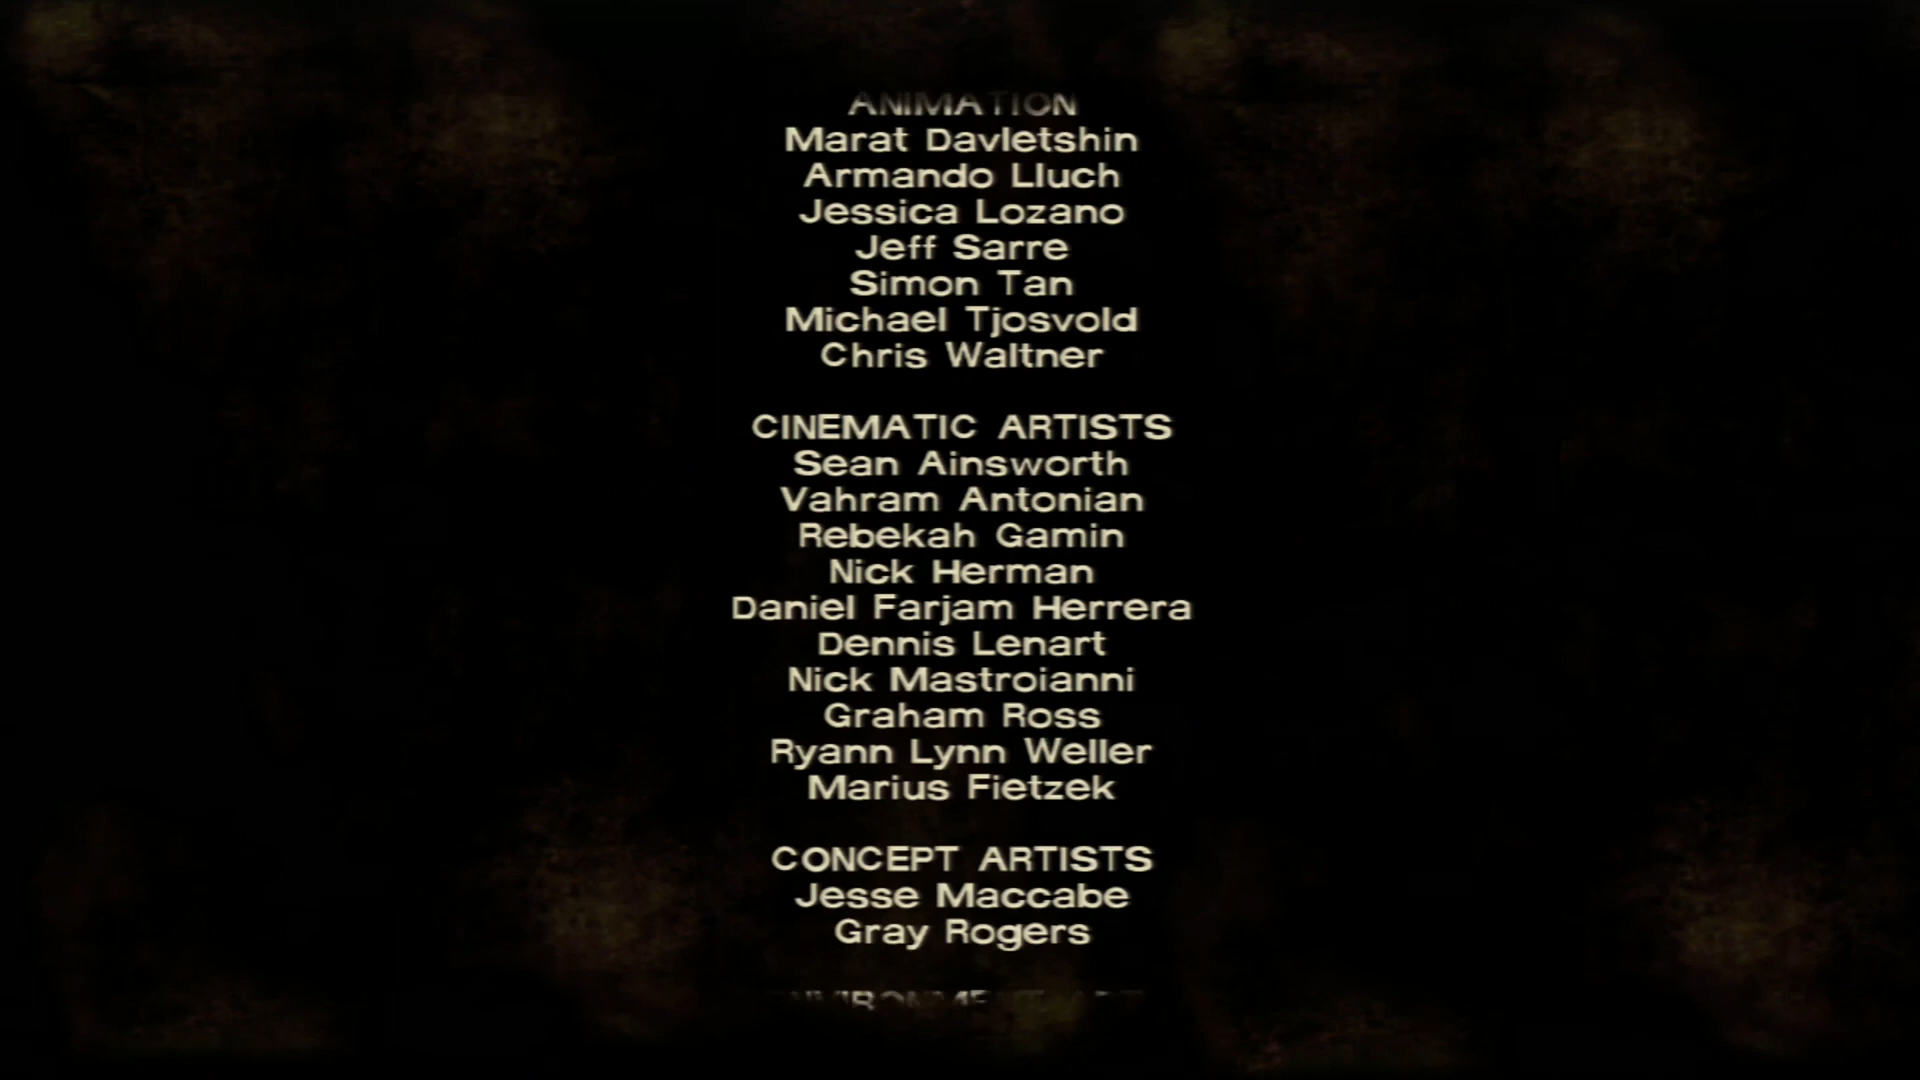 ANIMATION
Marat Davletshin
Armando Lluch
Jessica Lozano
Jeff Sarre
Simon Tan
Michael Tjosvold
Chris Waltner
CINEMATIC ARTISTS
Sean Ainsworth
Vahram Antonian
Rebekah Gamin
Nick Herman
Daniel Farjam Herrera
Dennis Lenart
Nick Mastroianni
Graham Ross
Ryann Lynn Weller
Marius Fietzek
CONCEPT ARTISTS
Jesse Maccabe
Gray Rogers
ENVIRONMENT ART